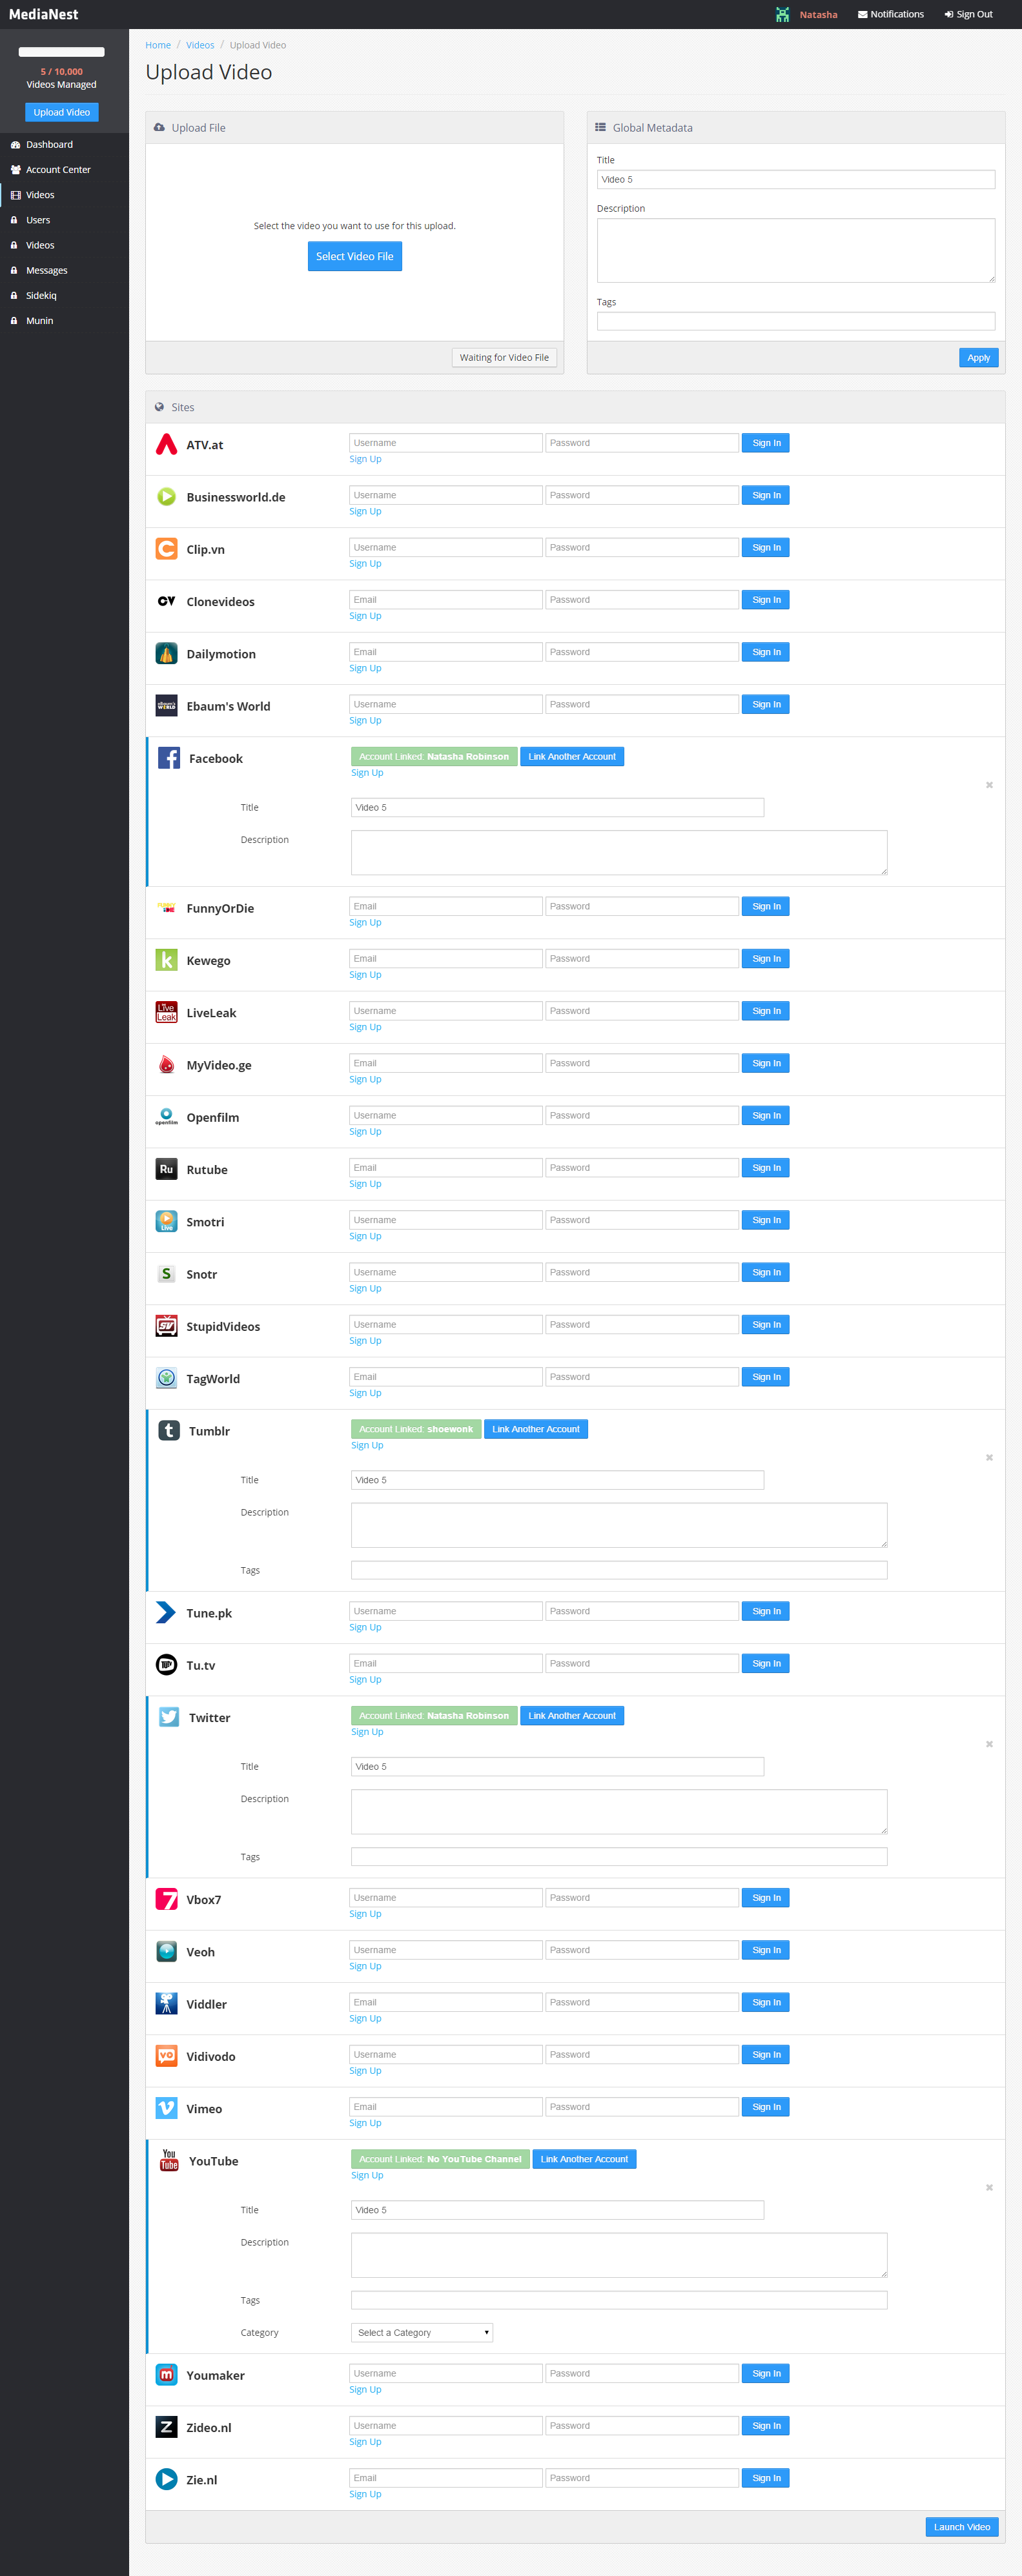 MediaNest
Natasha
Notifications
Sign Out
5 / 10,000
Videos Managed
Upload Video
Dashboard
Account Center
Videos
Users
Videos
Messages
Sidekiq
Munin
Home / Videos / Upload Video
Upload Video
Upload File
Select the video you want to use for this upload.
Select Video File
Waiting for Video File
Global Metadata
Title
Video 5
Description
Tags
Apply
Sites
ATV.at Username Password Sign In
Sign Up
Businessworld.de Username Password Sign In
Sign Up
Clip.vn Username Password Sign In
Sign Up
CV Clonevideos Email Password Sign In
Sign Up
Dailymotion Email Password Sign In
Sign Up
ebaum's WORLD Ebaum's World Username Password Sign In
Sign Up
Facebook Account Linked: Natasha Robinson Link Another Account
Sign Up
Title Video 5
Description
FunnyOrDie Email Password Sign In
Sign Up
k Kewego Email Password Sign In
Sign Up
Live Leak LiveLeak Username Password Sign In
Sign Up
MyVideo.ge Email Password Sign In
Sign Up
openfilm Openfilm Username Password Sign In
Sign Up
Ru Rutube Email Password Sign In
Sign Up
Live Smotri Username Password Sign In
Sign Up
S Snotr Username Password Sign In
Sign Up
SV StupidVideos Username Password Sign In
Sign Up
TagWorld Email Password Sign In
Sign Up
t Tumblr Account Linked: shoewonk Link Another Account
Sign Up
Title Video 5
Description
Tags
Tune.pk Username Password Sign In
Sign Up
Tu.tv Email Password Sign In
Sign Up
Twitter Account Linked: Natasha Robinson Link Another Account
Sign Up
Title Video 5
Description
Tags
7 Vbox7 Username Password Sign In
Sign Up
Veoh Username Password Sign In
Sign Up
Viddler Email Password Sign In
Sign Up
vo Vidivodo Username Password Sign In
Sign Up
Vimeo Email Password Sign In
Sign Up
You Tube YouTube Account Linked: No YouTube Channel Link Another Account
Sign Up
Title Video 5
Description
Tags
Category Select a Category
m Youmaker Username Password Sign In
Sign Up
Z Zideo.nl Username Password Sign In
Sign Up
Zie.nl Email Password Sign In
Sign Up
Launch Video